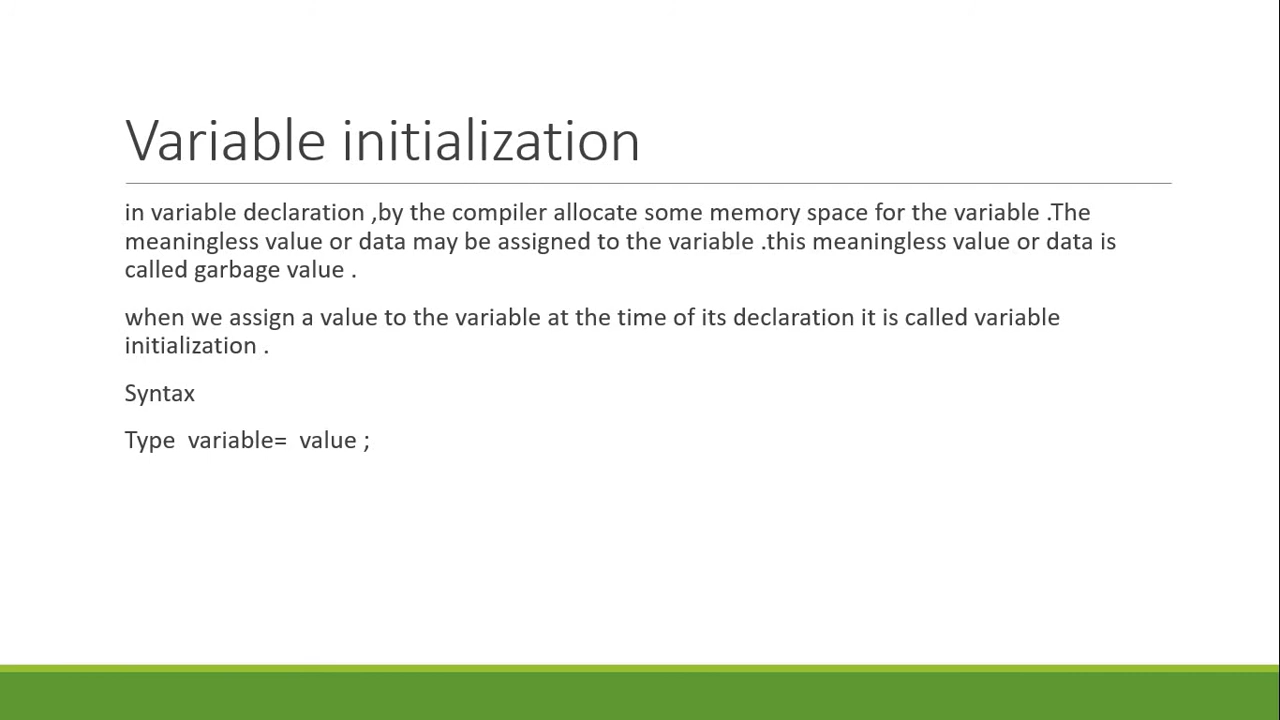 Variable initialization
in variable declaration ,by the compiler allocate some memory space for the variable .The
meaningless value or data may be assigned to the variable .this meaningless value or data is
called garbage value .
when we assign a value to the variable at the time of its declaration it is called variable
initialization .
Syntax
Type  variable=  value ;